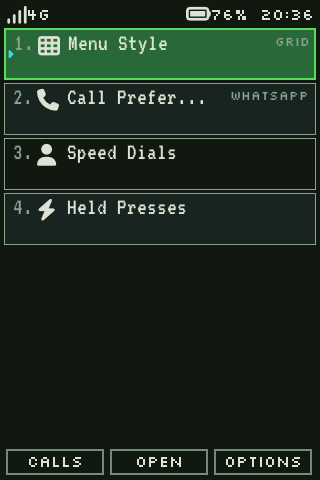 4G 76% 20:36
1. Menu Style GRID
2. Call Prefer... WHATSAPP
3. Speed Dials
4. Held Presses
CALLS OPEN OPTIONS